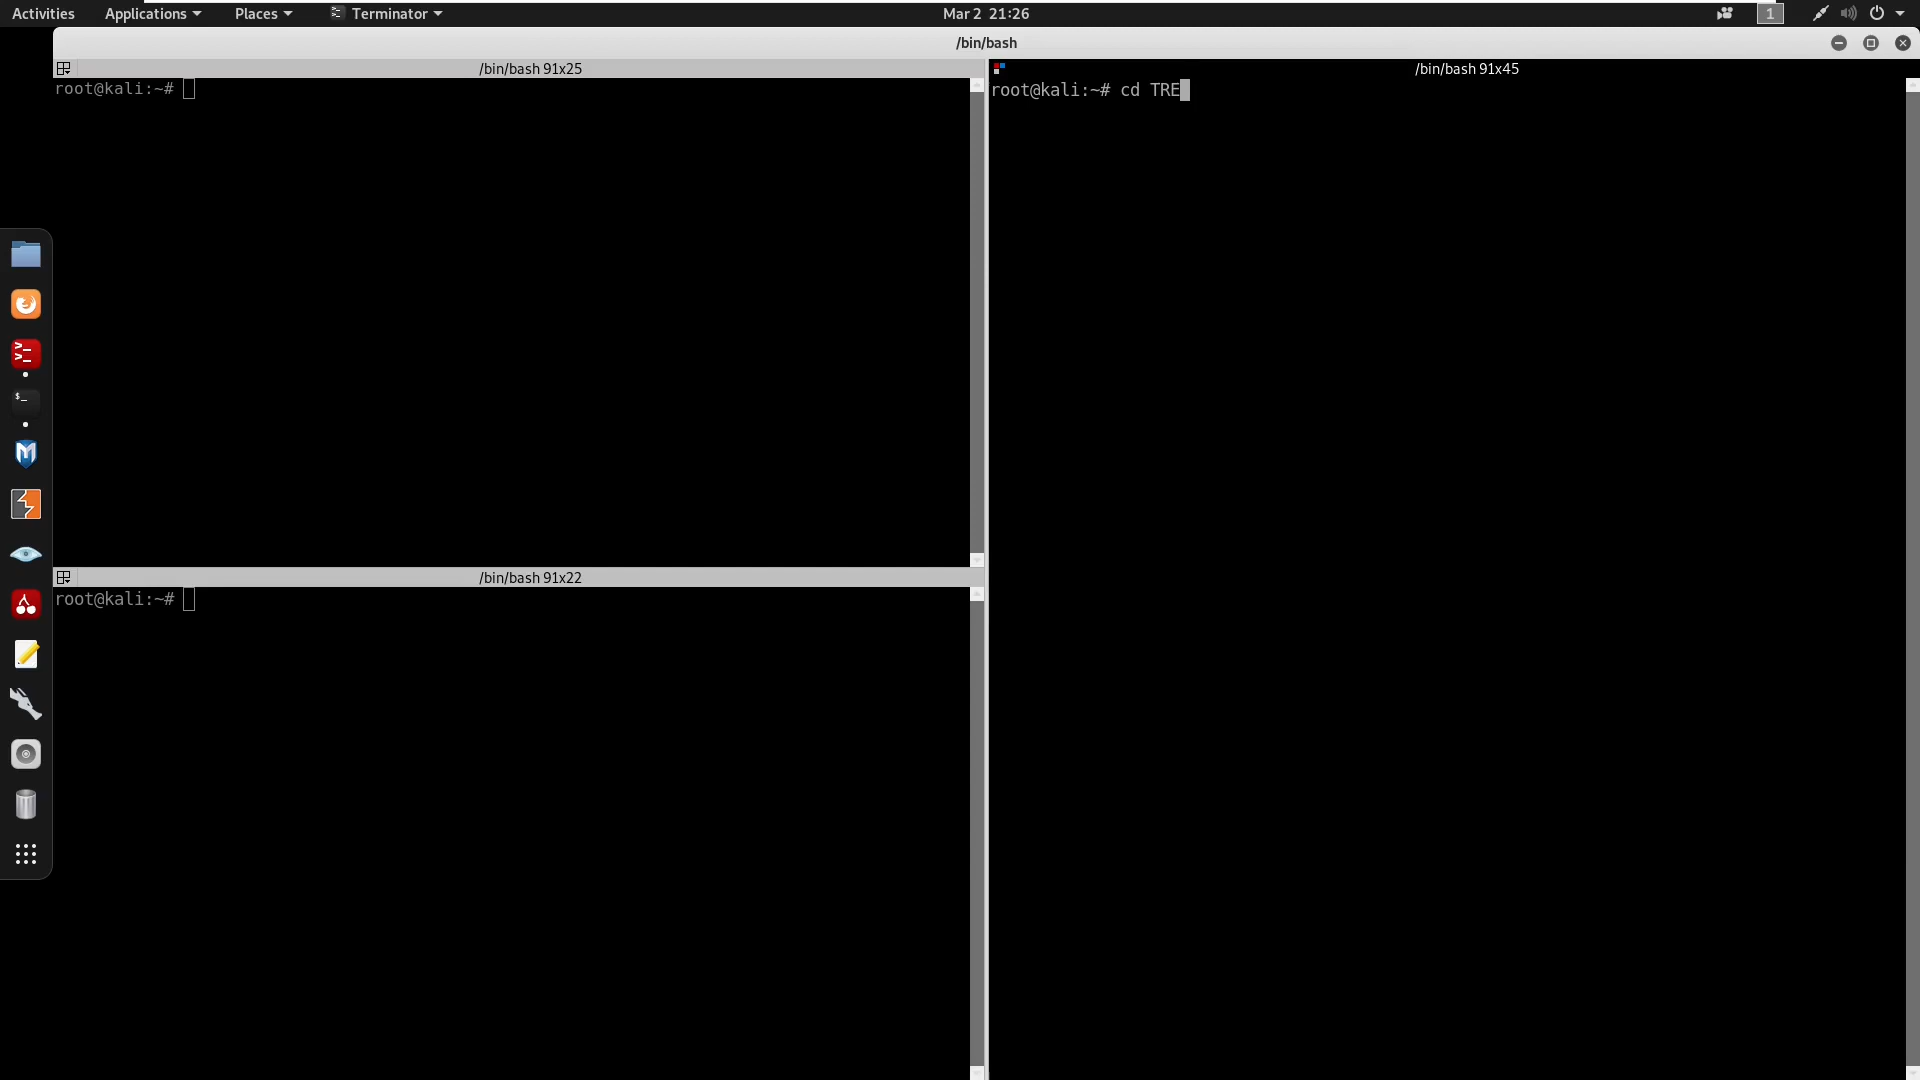 Activities Applications Places Terminator Mar 2 21:26 1
/bin/bash
/bin/bash 91x25
root@kali:~#
/bin/bash 91x45
root@kali:~# cd TRE
/bin/bash 91x22
root@kali:~#